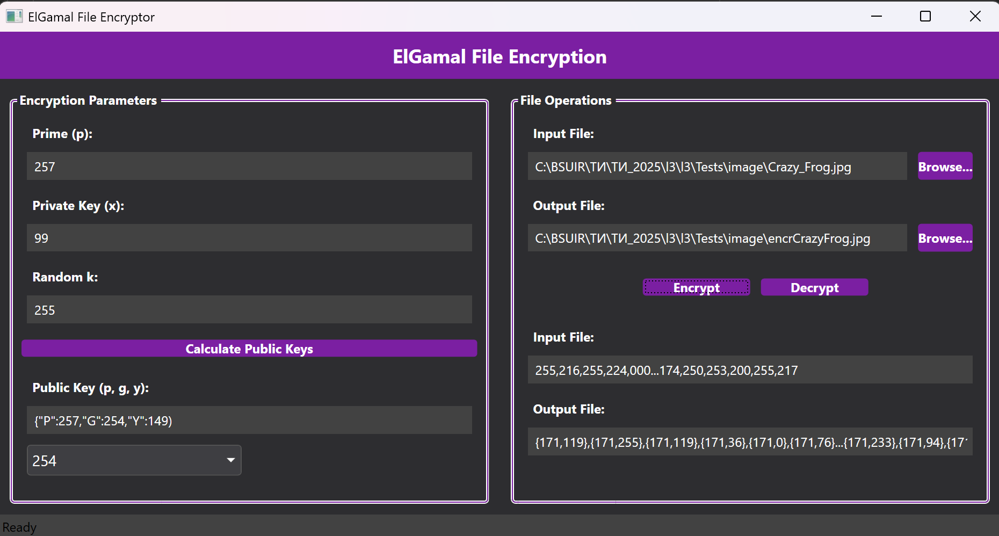 ElGamal File Encryptor
ElGamal File Encryption
Encryption Parameters
Prime (p):
257
Private Key (x):
99
Random k:
255
Calculate Public Keys
Public Key (p, g, y):
{"P":257,"G":254,"Y":149)
254
File Operations
Input File:
C:\BSUIR\ТИ\ТИ_2025\l3\l3\Tests\image\Crazy_Frog.jpg
Browse...
Output File:
C:\BSUIR\ТИ\ТИ_2025\l3\l3\Tests\image\encrCrazyFrog.jpg
Browse...
Encrypt
Decrypt
Input File:
255,216,255,224,000...174,250,253,200,255,217
Output File:
{171,119},{171,255},{171,119},{171,36},{171,0},{171,76}...{171,233},{171,94},{17
Ready